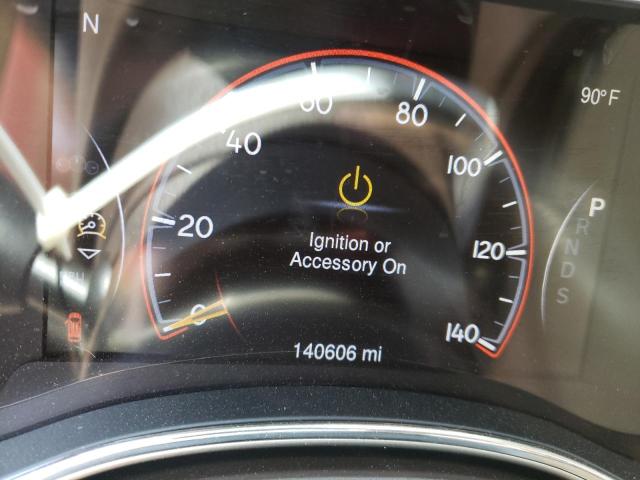 N
90°F
60
80
40
100
P
R
N
D
S
20
120
Ignition or
Accessory On
0
140
140606 mi